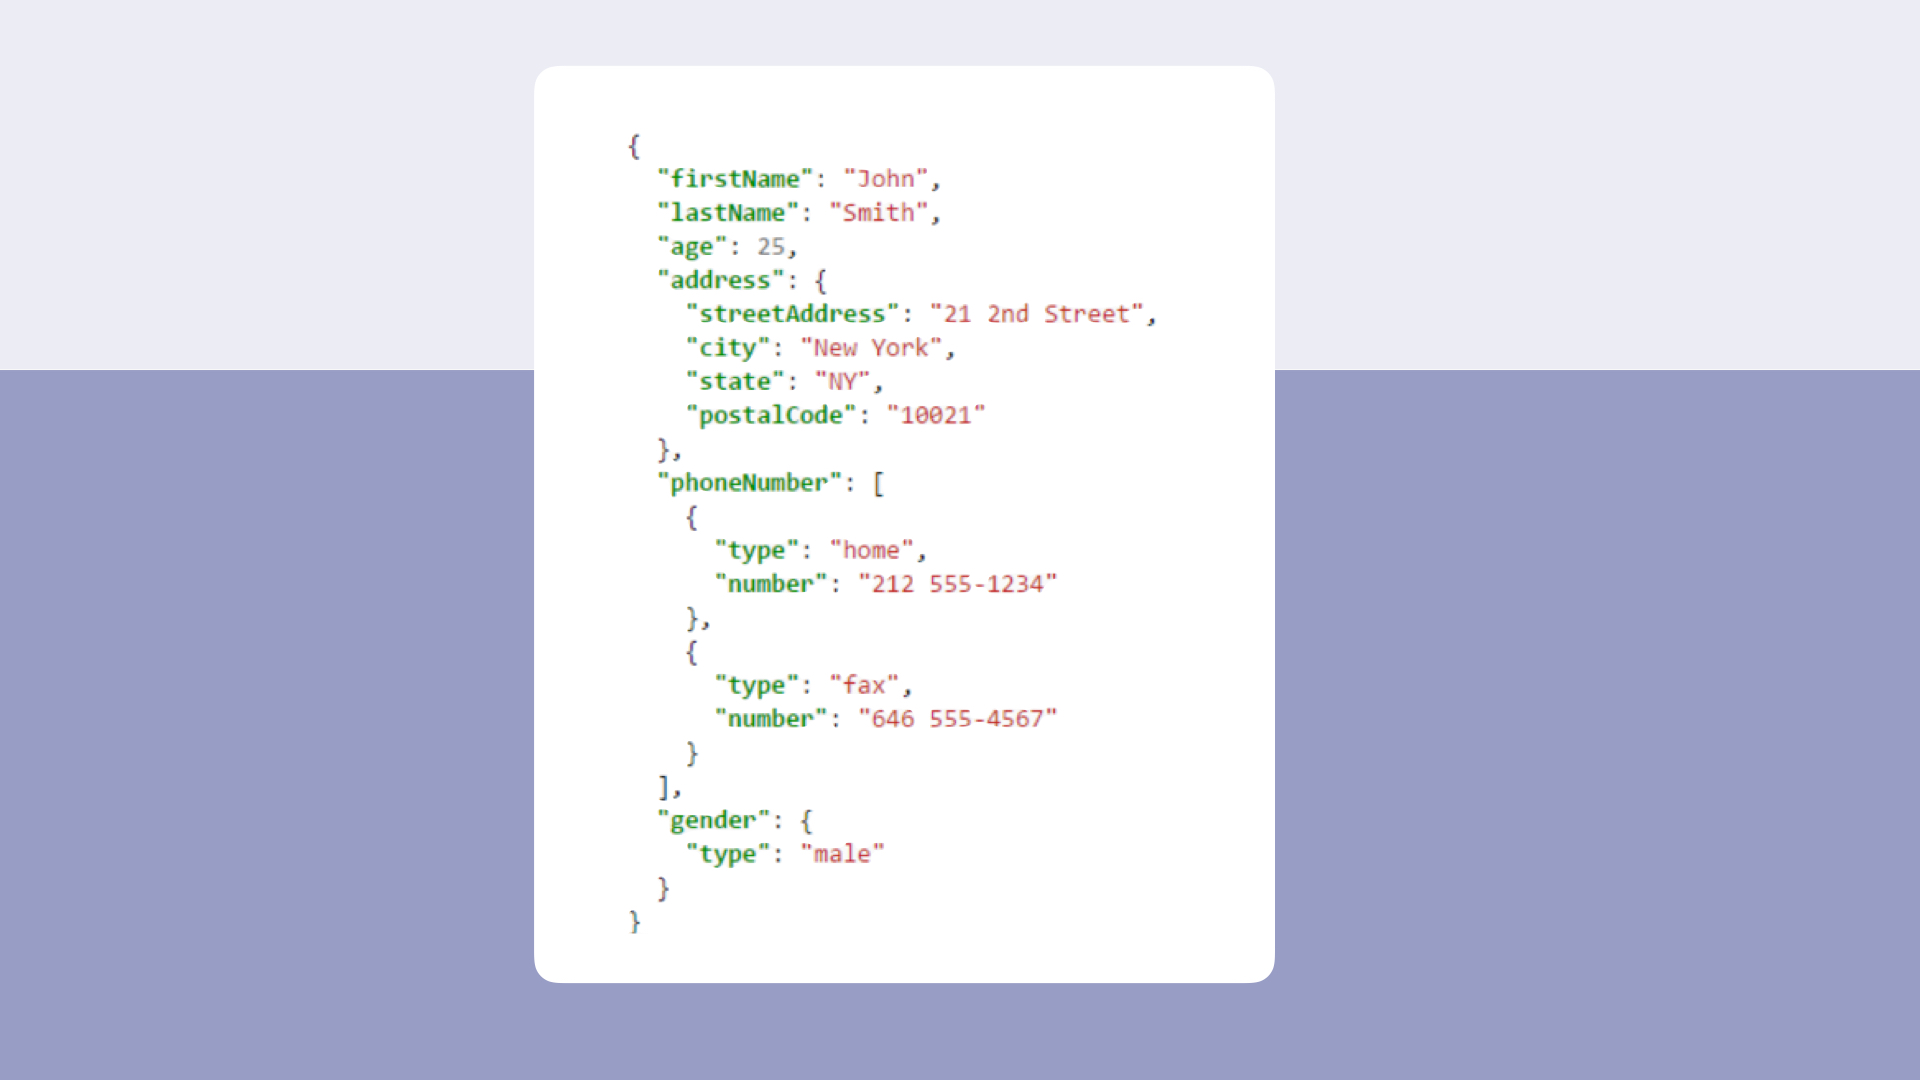 {
  "firstName": "John",
  "lastName": "Smith",
  "age": 25,
  "address": {
    "streetAddress": "21 2nd Street",
    "city": "New York",
    "state": "NY",
    "postalCode": "10021"
  },
  "phoneNumber": [
    {
      "type": "home",
      "number": "212 555-1234"
    },
    {
      "type": "fax",
      "number": "646 555-4567"
    }
  ],
  "gender": {
    "type": "male"
  }
}